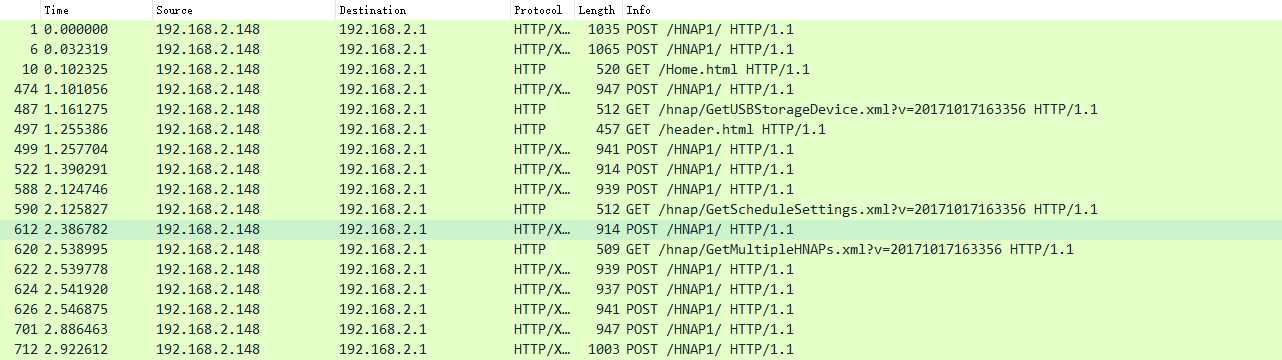 Time Source Destination Protocol Length Info
1 0.000000 192.168.2.148 192.168.2.1 HTTP/X… 1035 POST /HNAP1/ HTTP/1.1
6 0.032319 192.168.2.148 192.168.2.1 HTTP/X… 1065 POST /HNAP1/ HTTP/1.1
10 0.102325 192.168.2.148 192.168.2.1 HTTP 520 GET /Home.html HTTP/1.1
474 1.101056 192.168.2.148 192.168.2.1 HTTP/X… 947 POST /HNAP1/ HTTP/1.1
487 1.161275 192.168.2.148 192.168.2.1 HTTP 512 GET /hnap/GetUSBStorageDevice.xml?v=20171017163356 HTTP/1.1
497 1.255386 192.168.2.148 192.168.2.1 HTTP 457 GET /header.html HTTP/1.1
499 1.257704 192.168.2.148 192.168.2.1 HTTP/X… 941 POST /HNAP1/ HTTP/1.1
522 1.390291 192.168.2.148 192.168.2.1 HTTP/X… 914 POST /HNAP1/ HTTP/1.1
588 2.124746 192.168.2.148 192.168.2.1 HTTP/X… 939 POST /HNAP1/ HTTP/1.1
590 2.125827 192.168.2.148 192.168.2.1 HTTP 512 GET /hnap/GetScheduleSettings.xml?v=20171017163356 HTTP/1.1
612 2.386782 192.168.2.148 192.168.2.1 HTTP/X… 914 POST /HNAP1/ HTTP/1.1
620 2.538995 192.168.2.148 192.168.2.1 HTTP 509 GET /hnap/GetMultipleHNAPs.xml?v=20171017163356 HTTP/1.1
622 2.539778 192.168.2.148 192.168.2.1 HTTP/X… 939 POST /HNAP1/ HTTP/1.1
624 2.541920 192.168.2.148 192.168.2.1 HTTP/X… 937 POST /HNAP1/ HTTP/1.1
626 2.546875 192.168.2.148 192.168.2.1 HTTP/X… 941 POST /HNAP1/ HTTP/1.1
701 2.886463 192.168.2.148 192.168.2.1 HTTP/X… 947 POST /HNAP1/ HTTP/1.1
712 2.922612 192.168.2.148 192.168.2.1 HTTP/X… 1003 POST /HNAP1/ HTTP/1.1